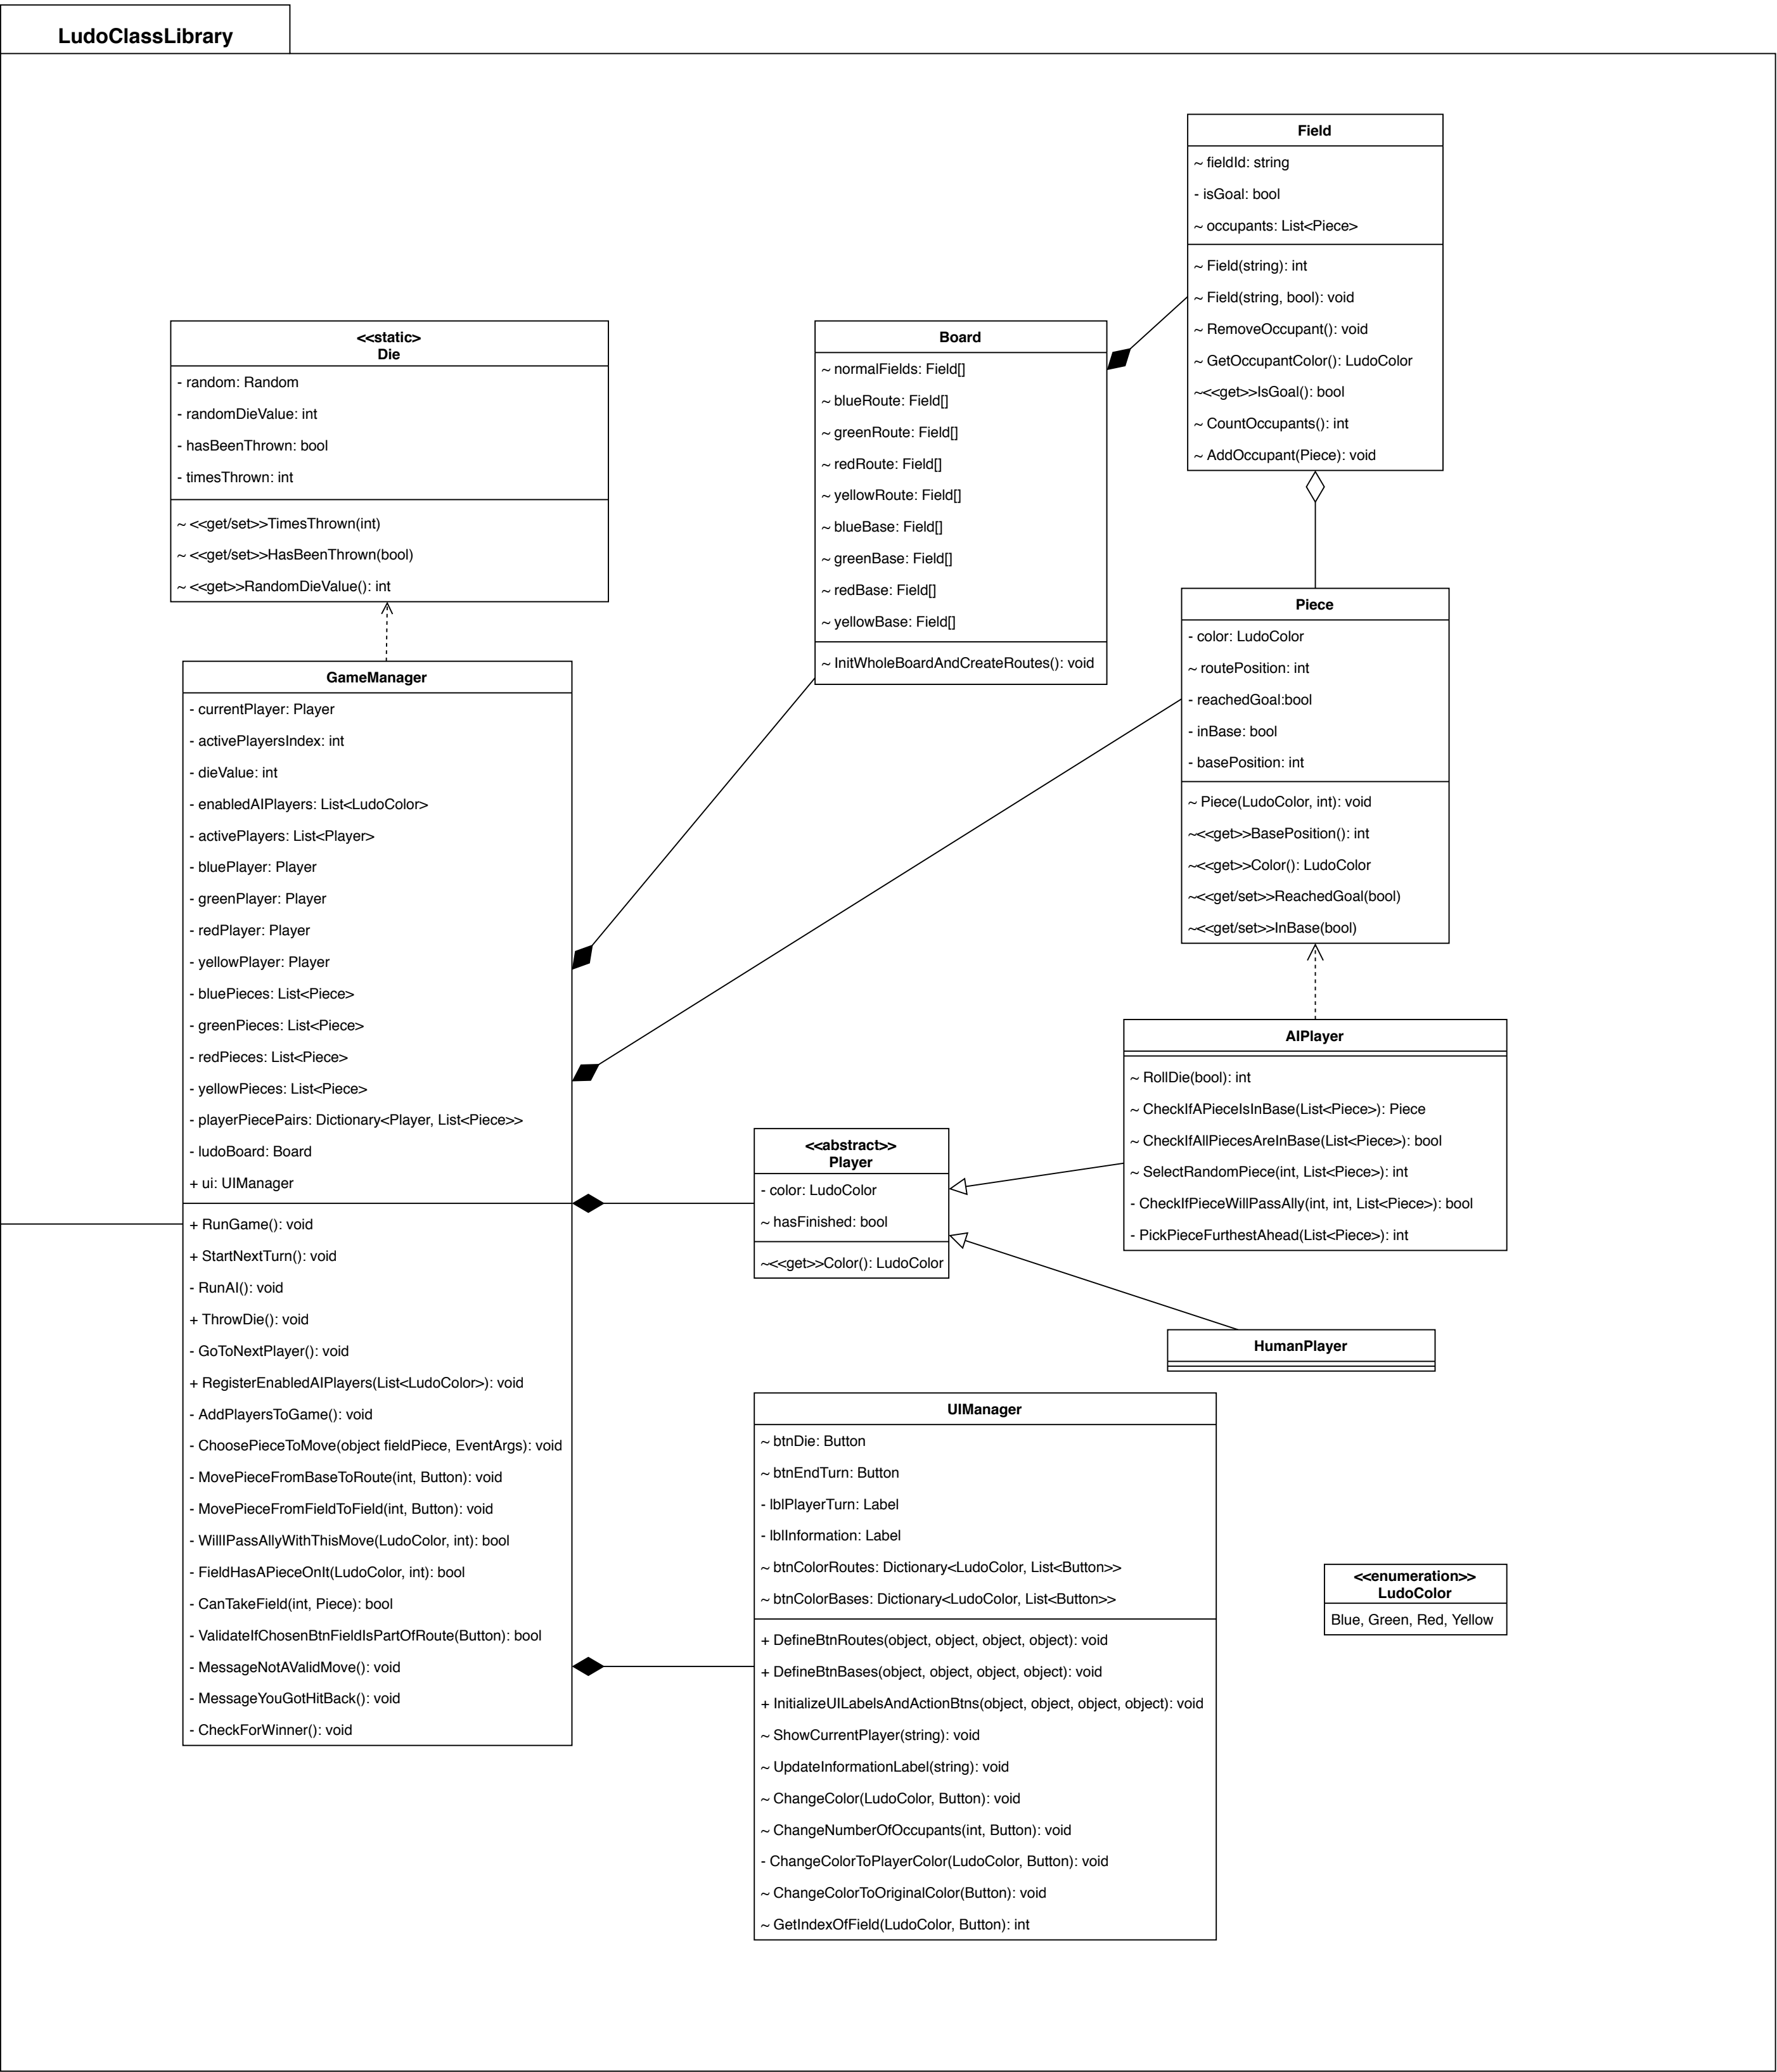 LudoClassLibrary
Field
~ fieldId: string
- isGoal: bool
~ occupants: List<Piece>
~ Field(string): int
~ Field(string, bool): void
~ RemoveOccupant(): void
~ GetOccupantColor(): LudoColor
~<<get>>IsGoal(): bool
~ CountOccupants(): int
~ AddOccupant(Piece): void
<<static>
Die
- random: Random
- randomDieValue: int
- hasBeenThrown: bool
- timesThrown: int
~ <<get/set>>TimesThrown(int)
~ <<get/set>>HasBeenThrown(bool)
~ <<get>>RandomDieValue(): int
Board
~ normalFields: Field[]
~ blueRoute: Field[]
~ greenRoute: Field[]
~ redRoute: Field[]
~ yellowRoute: Field[]
~ blueBase: Field[]
~ greenBase: Field[]
~ redBase: Field[]
~ yellowBase: Field[]
~ InitWholeBoardAndCreateRoutes(): void
Piece
- color: LudoColor
~ routePosition: int
- reachedGoal:bool
- inBase: bool
- basePosition: int
~ Piece(LudoColor, int): void
~<<get>>BasePosition(): int
~<<get>>Color(): LudoColor
~<<get/set>>ReachedGoal(bool)
~<<get/set>>InBase(bool)
GameManager
- currentPlayer: Player
- activePlayersIndex: int
- dieValue: int
- enabledAIPlayers: List<LudoColor>
- activePlayers: List<Player>
- bluePlayer: Player
- greenPlayer: Player
- redPlayer: Player
- yellowPlayer: Player
- bluePieces: List<Piece>
- greenPieces: List<Piece>
- redPieces: List<Piece>
- yellowPieces: List<Piece>
- playerPiecePairs: Dictionary<Player, List<Piece>>
- ludoBoard: Board
+ ui: UIManager
+ RunGame(): void
+ StartNextTurn(): void
- RunAI(): void
+ ThrowDie(): void
- GoToNextPlayer(): void
+ RegisterEnabledAIPlayers(List<LudoColor>): void
- AddPlayersToGame(): void
- ChoosePieceToMove(object fieldPiece, EventArgs): void
- MovePieceFromBaseToRoute(int, Button): void
- MovePieceFromFieldToField(int, Button): void
- WillIPassAllyWithThisMove(LudoColor, int): bool
- FieldHasAPieceOnIt(LudoColor, int): bool
- CanTakeField(int, Piece): bool
- ValidateIfChosenBtnFieldIsPartOfRoute(Button): bool
- MessageNotAValidMove(): void
- MessageYouGotHitBack(): void
- CheckForWinner(): void
AIPlayer
~ RollDie(bool): int
~ CheckIfAPieceIsInBase(List<Piece>): Piece
~ CheckIfAllPiecesAreInBase(List<Piece>): bool
~ SelectRandomPiece(int, List<Piece>): int
- CheckIfPieceWillPassAlly(int, int, List<Piece>): bool
- PickPieceFurthestAhead(List<Piece>): int
<<abstract>>
Player
- color: LudoColor
~ hasFinished: bool
~<<get>>Color(): LudoColor
HumanPlayer
UIManager
~ btnDie: Button
~ btnEndTurn: Button
- lblPlayerTurn: Label
- lblInformation: Label
~ btnColorRoutes: Dictionary<LudoColor, List<Button>>
~ btnColorBases: Dictionary<LudoColor, List<Button>>
+ DefineBtnRoutes(object, object, object, object): void
+ DefineBtnBases(object, object, object, object): void
+ InitializeUILabelsAndActionBtns(object, object, object, object): void
~ ShowCurrentPlayer(string): void
~ UpdateInformationLabel(string): void
~ ChangeColor(LudoColor, Button): void
~ ChangeNumberOfOccupants(int, Button): void
- ChangeColorToPlayerColor(LudoColor, Button): void
~ ChangeColorToOriginalColor(Button): void
~ GetIndexOfField(LudoColor, Button): int
<<enumeration>>
LudoColor
Blue, Green, Red, Yellow